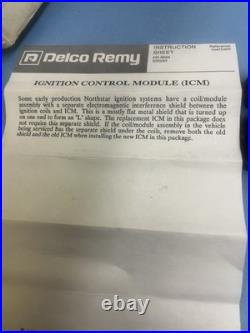 Delco Remy
INSTRUCTION
SHEET
IGNITION CONTROL MODULE (ICM)
Some early production Northstar ignition systems have a coil/module
assembly with a separate electromagnetic interference shield between the
ignition coils and ICM. This is a mostly flat metal shield that is turned up
on one end to form an "L" shape. The replacement ICM in this package does
not require this separate shield. If the coil/module assembly in the vehicle
being serviced has the separate shield under the coils, remove both the old
shield and the old ICM when installing the new ICM in this package.